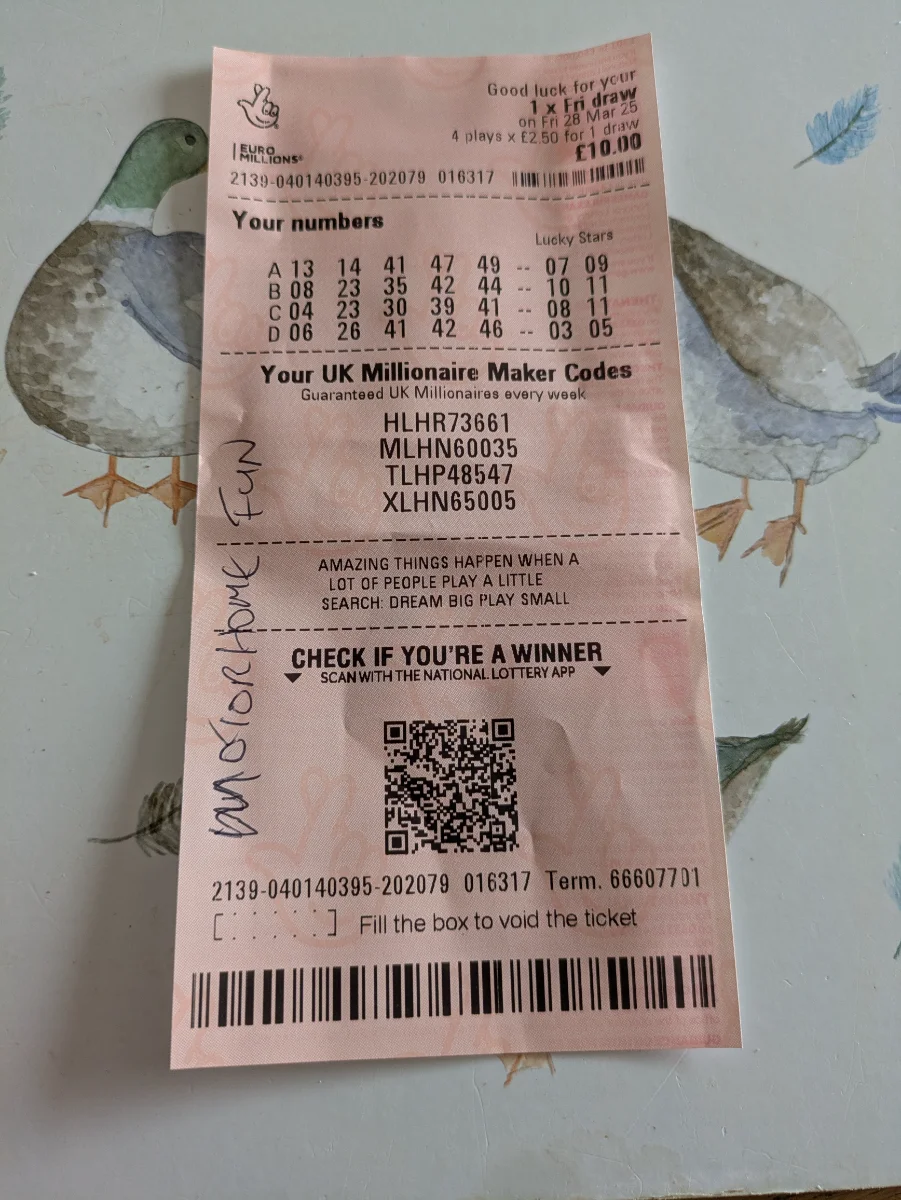 Good luck for your
1 x Fri draw
on Fri 28 Mar 25
4 plays x £2.50 for 1 draw
£10.00
EURO
MILLIONS®
2139-040140395-202079 016317
Your numbers
Lucky Stars
A 13 14 41 47 49 -- 07 09
B 08 23 35 42 44 -- 10 11
C 04 23 30 39 41 -- 08 11
D 06 26 41 42 46 -- 03 05
Your UK Millionaire Maker Codes
Guaranteed UK Millionaires every week
HLHR73661
MLHN60035
TLHP48547
XLHN65005
AMAZING THINGS HAPPEN WHEN A
LOT OF PEOPLE PLAY A LITTLE
SEARCH: DREAM BIG PLAY SMALL
CHECK IF YOU'RE A WINNER
SCAN WITH THE NATIONAL LOTTERY APP
2139-040140395-202079 016317 Term. 66607701
Fill the box to void the ticket
MOTORHOME FUN